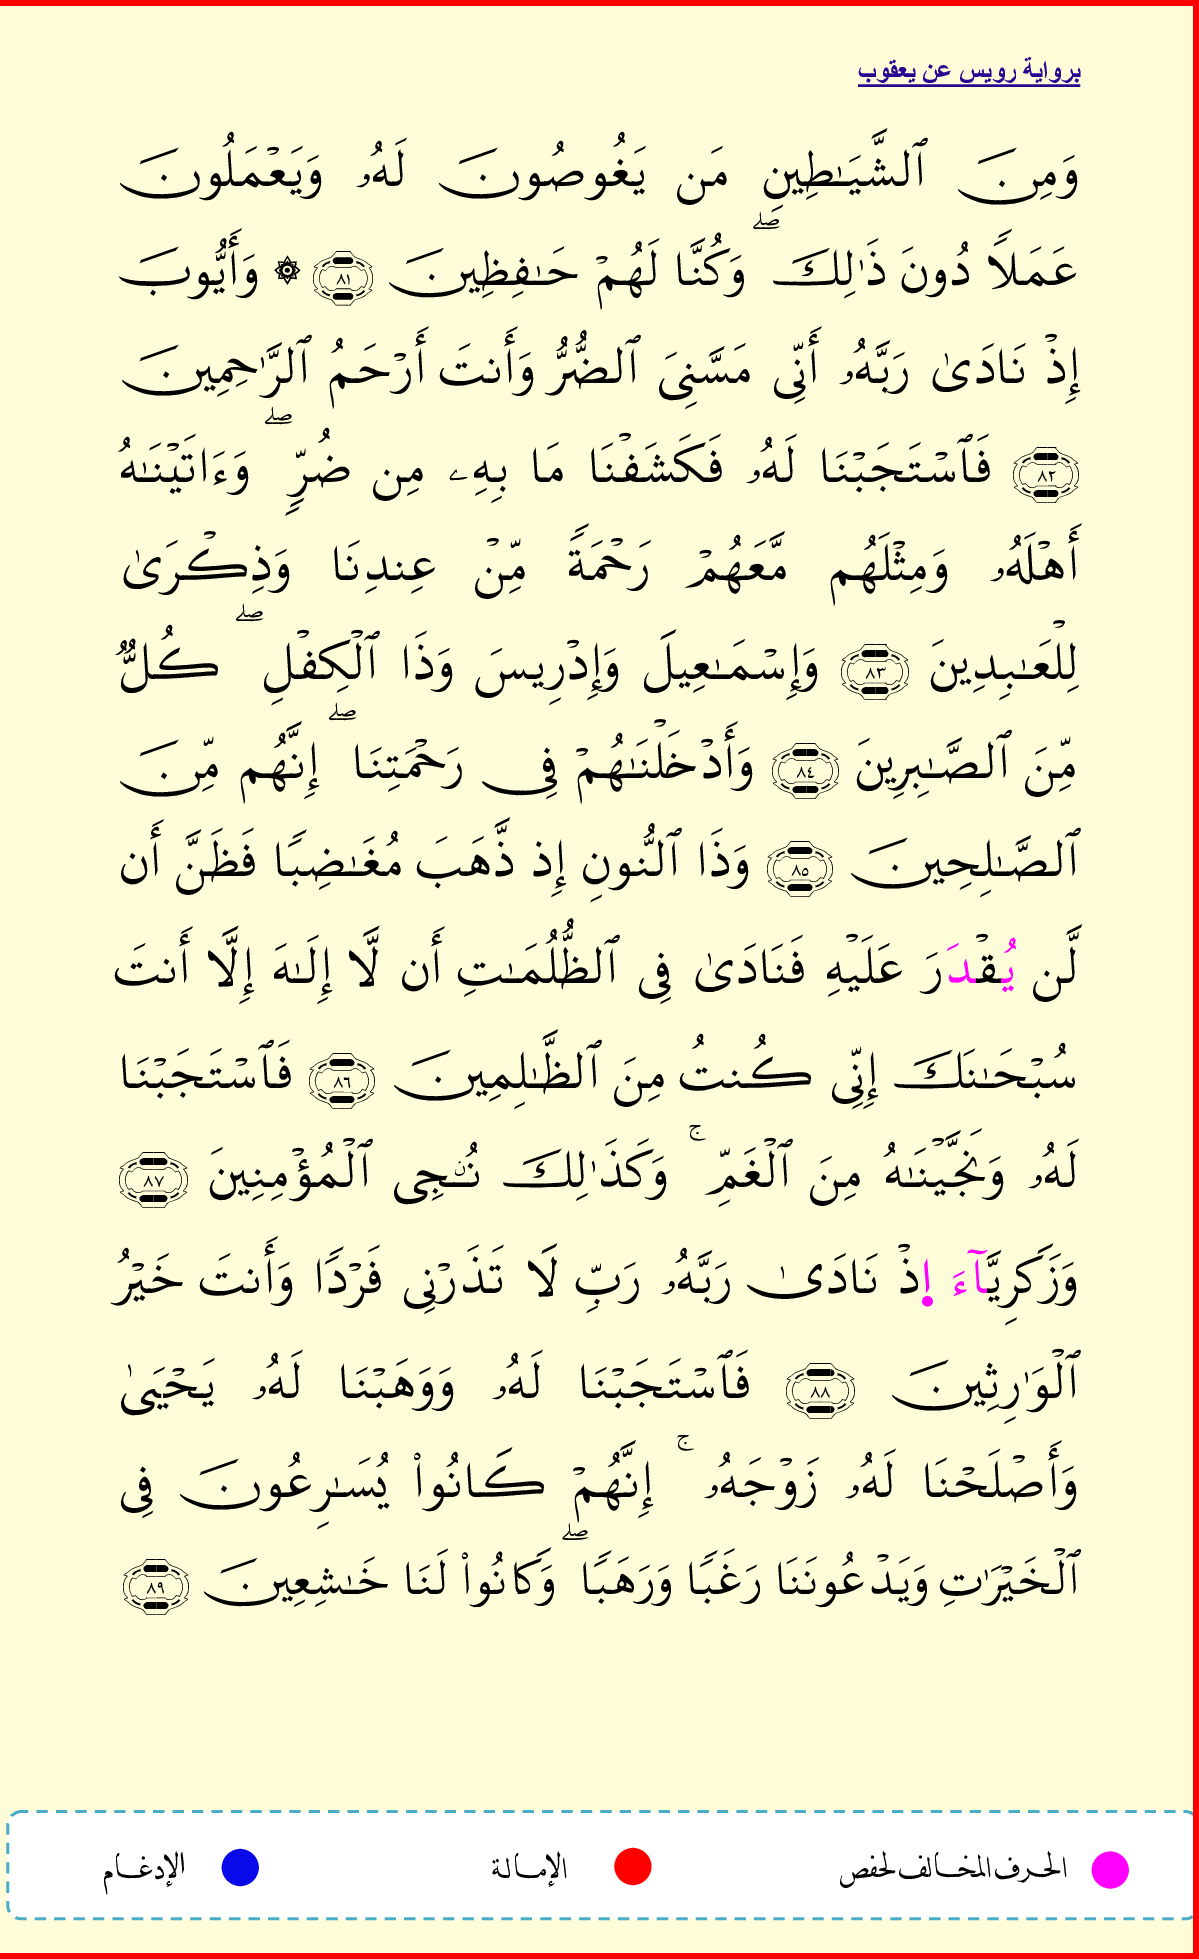 برواية رويس عن يعقوب
وَمِنَ ٱلشَّيَـٰطِينِ مَن يَغُوصُونَ لَهُۥ وَيَعْمَلُونَ
عَمَلًا دُونَ ذَٰلِكَ ۖ وَكُنَّا لَهُمْ حَـٰفِظِينَ ٨١ ۞ وَأَيُّوبَ
إِذْ نَادَىٰ رَبَّهُۥ أَنِّى مَسَّنِىَ ٱلضُّرُّ وَأَنتَ أَرْحَمُ ٱلرَّٰحِمِينَ
٨٢ فَٱسْتَجَبْنَا لَهُۥ فَكَشَفْنَا مَا بِهِۦ مِن ضُرٍّ ۖ وَءَاتَيْنَـٰهُ
أَهْلَهُۥ وَمِثْلَهُم مَّعَهُمْ رَحْمَةً مِّنْ عِندِنَا وَذِكْرَىٰ
لِلْعَـٰبِدِينَ ٨٣ وَإِسْمَـٰعِيلَ وَإِدْرِيسَ وَذَا ٱلْكِفْلِ ۖ كُلٌّ
مِّنَ ٱلصَّـٰبِرِينَ ٨٤ وَأَدْخَلْنَـٰهُمْ فِى رَحْمَتِنَا ۖ إِنَّهُم مِّنَ
ٱلصَّـٰلِحِينَ ٨٥ وَذَا ٱلنُّونِ إِذ ذَّهَبَ مُغَـٰضِبًا فَظَنَّ أَن
لَّن يُقْدَرَ عَلَيْهِ فَنَادَىٰ فِى ٱلظُّلُمَـٰتِ أَن لَّا إِلَـٰهَ إِلَّا أَنتَ
سُبْحَـٰنَكَ إِنِّى كُنتُ مِنَ ٱلظَّـٰلِمِينَ ٨٦ فَٱسْتَجَبْنَا
لَهُۥ وَنَجَّيْنَـٰهُ مِنَ ٱلْغَمِّ ۚ وَكَذَٰلِكَ نُـۨجِى ٱلْمُؤْمِنِينَ ٨٧
وَزَكَرِيَّآءَ اِ۪ذْ نَادَىٰ رَبَّهُۥ رَبِّ لَا تَذَرْنِى فَرْدًا وَأَنتَ خَيْرُ
ٱلْوَٰرِثِينَ ٨٨ فَٱسْتَجَبْنَا لَهُۥ وَوَهَبْنَا لَهُۥ يَحْيَىٰ
وَأَصْلَحْنَا لَهُۥ زَوْجَهُۥ ۚ إِنَّهُمْ كَانُوا۟ يُسَـٰرِعُونَ فِى
ٱلْخَيْرَٰتِ وَيَدْعُونَنَا رَغَبًا وَرَهَبًا ۖ وَكَانُوا۟ لَنَا خَـٰشِعِينَ ٨٩
الحرف المخالف لحفص الإمالة الإدغام